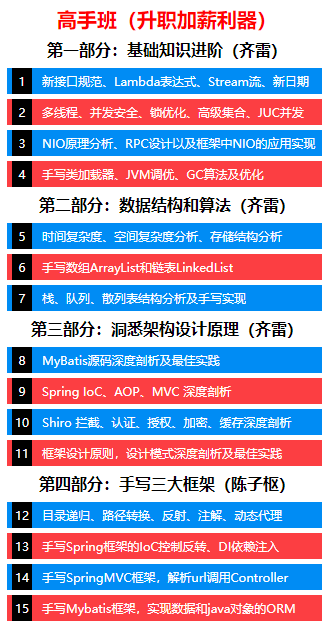 高手班（升职加薪利器）
第一部分：基础知识进阶（齐雷）
1 新接口规范、Lambda表达式、Stream流、新日期
2 多线程、并发安全、锁优化、高级集合、JUC并发
3 NIO原理分析、RPC设计以及框架中NIO的应用实现
4 手写类加载器、JVM调优、GC算法及优化
第二部分：数据结构和算法（齐雷）
5 时间复杂度、空间复杂度分析、存储结构分析
6 手写数组ArrayList和链表LinkedList
7 栈、队列、散列表结构分析及手写实现
第三部分：洞悉架构设计原理（齐雷）
8 MyBatis源码深度剖析及最佳实践
9 Spring IoC、AOP、MVC 深度剖析
10 Shiro 拦截、认证、授权、加密、缓存深度剖析
11 框架设计原则，设计模式深度剖析及最佳实践
第四部分：手写三大框架（陈子枢）
12 目录递归、路径转换、反射、注解、动态代理
13 手写Spring框架的IoC控制反转、DI依赖注入
14 手写SpringMVC框架，解析url调用Controller
15 手写Mybatis框架，实现数据和java对象的ORM